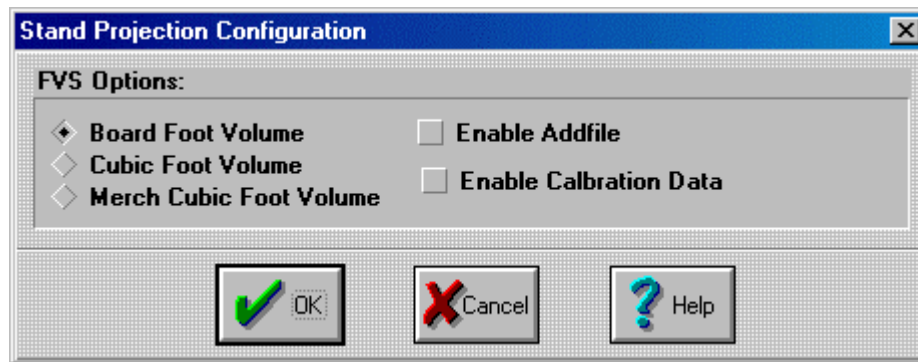 Stand Projection Configuration
FVS Options:
Board Foot Volume
Cubic Foot Volume
Merch Cubic Foot Volume
Enable Addfile
Enable Calbration Data
OK
Cancel
Help